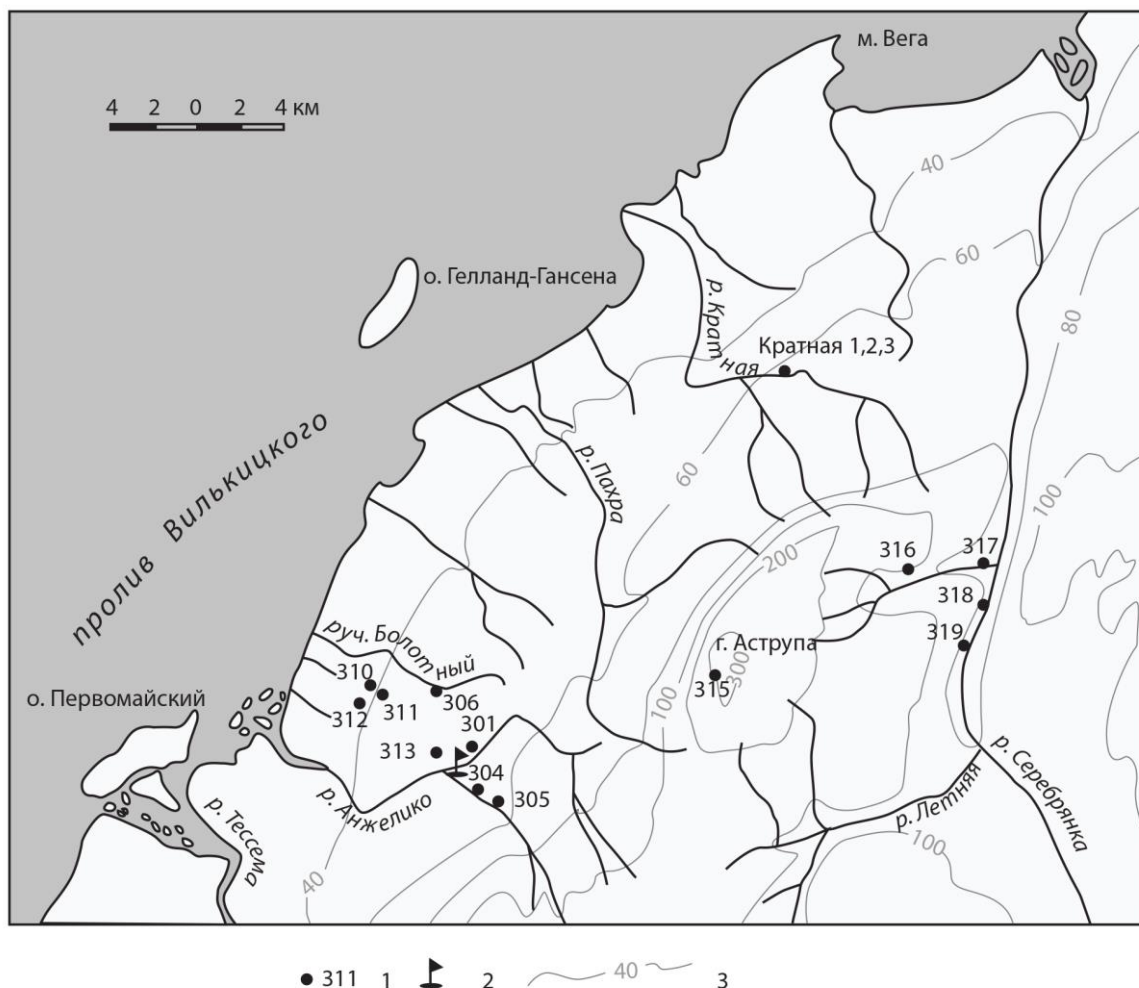 м. Вега
4 2 0 2 4 км
40
о. Гелланд-Гансена
60
р. Кратная
80
Кратная 1,2,3
пролив Вилькицкого
р. Пахра
60
100
200
316
317
318
319
руч. Болотный
г. Аструпа
310
315
300
о. Первомайский
311
306
312
301
100
313
304
305
р. Анжелико
р. Серебрянка
р. Летняя
р. Тессема
100
40
311 1 2 40 3